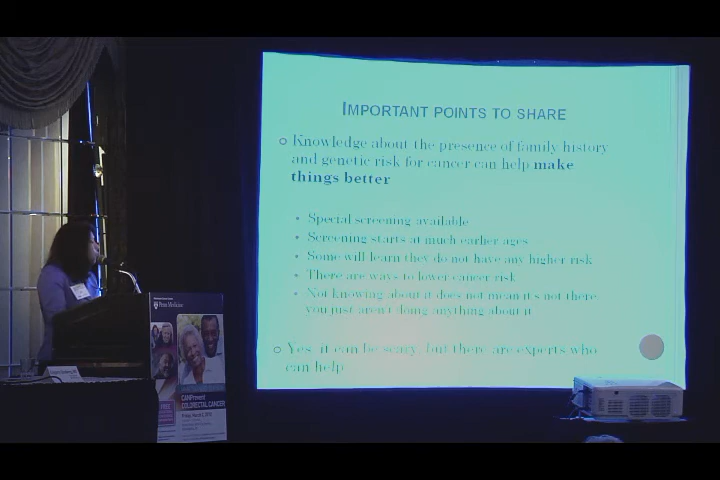 IMPORTANT POINTS TO SHARE
Knowledge about the presence of family history
and genetic risk for cancer can help make
things better
Special screening available
Screening starts at much earlier ages
Some will learn they do not have any higher risk
There are ways to lower cancer risk
Not knowing about it does not mean it's not there,
you just aren't doing anything about it
Yes, it can be scary, but there are experts who
can help
Penn Medicine
CANPrevent
COLORECTAL CANCER
FREE